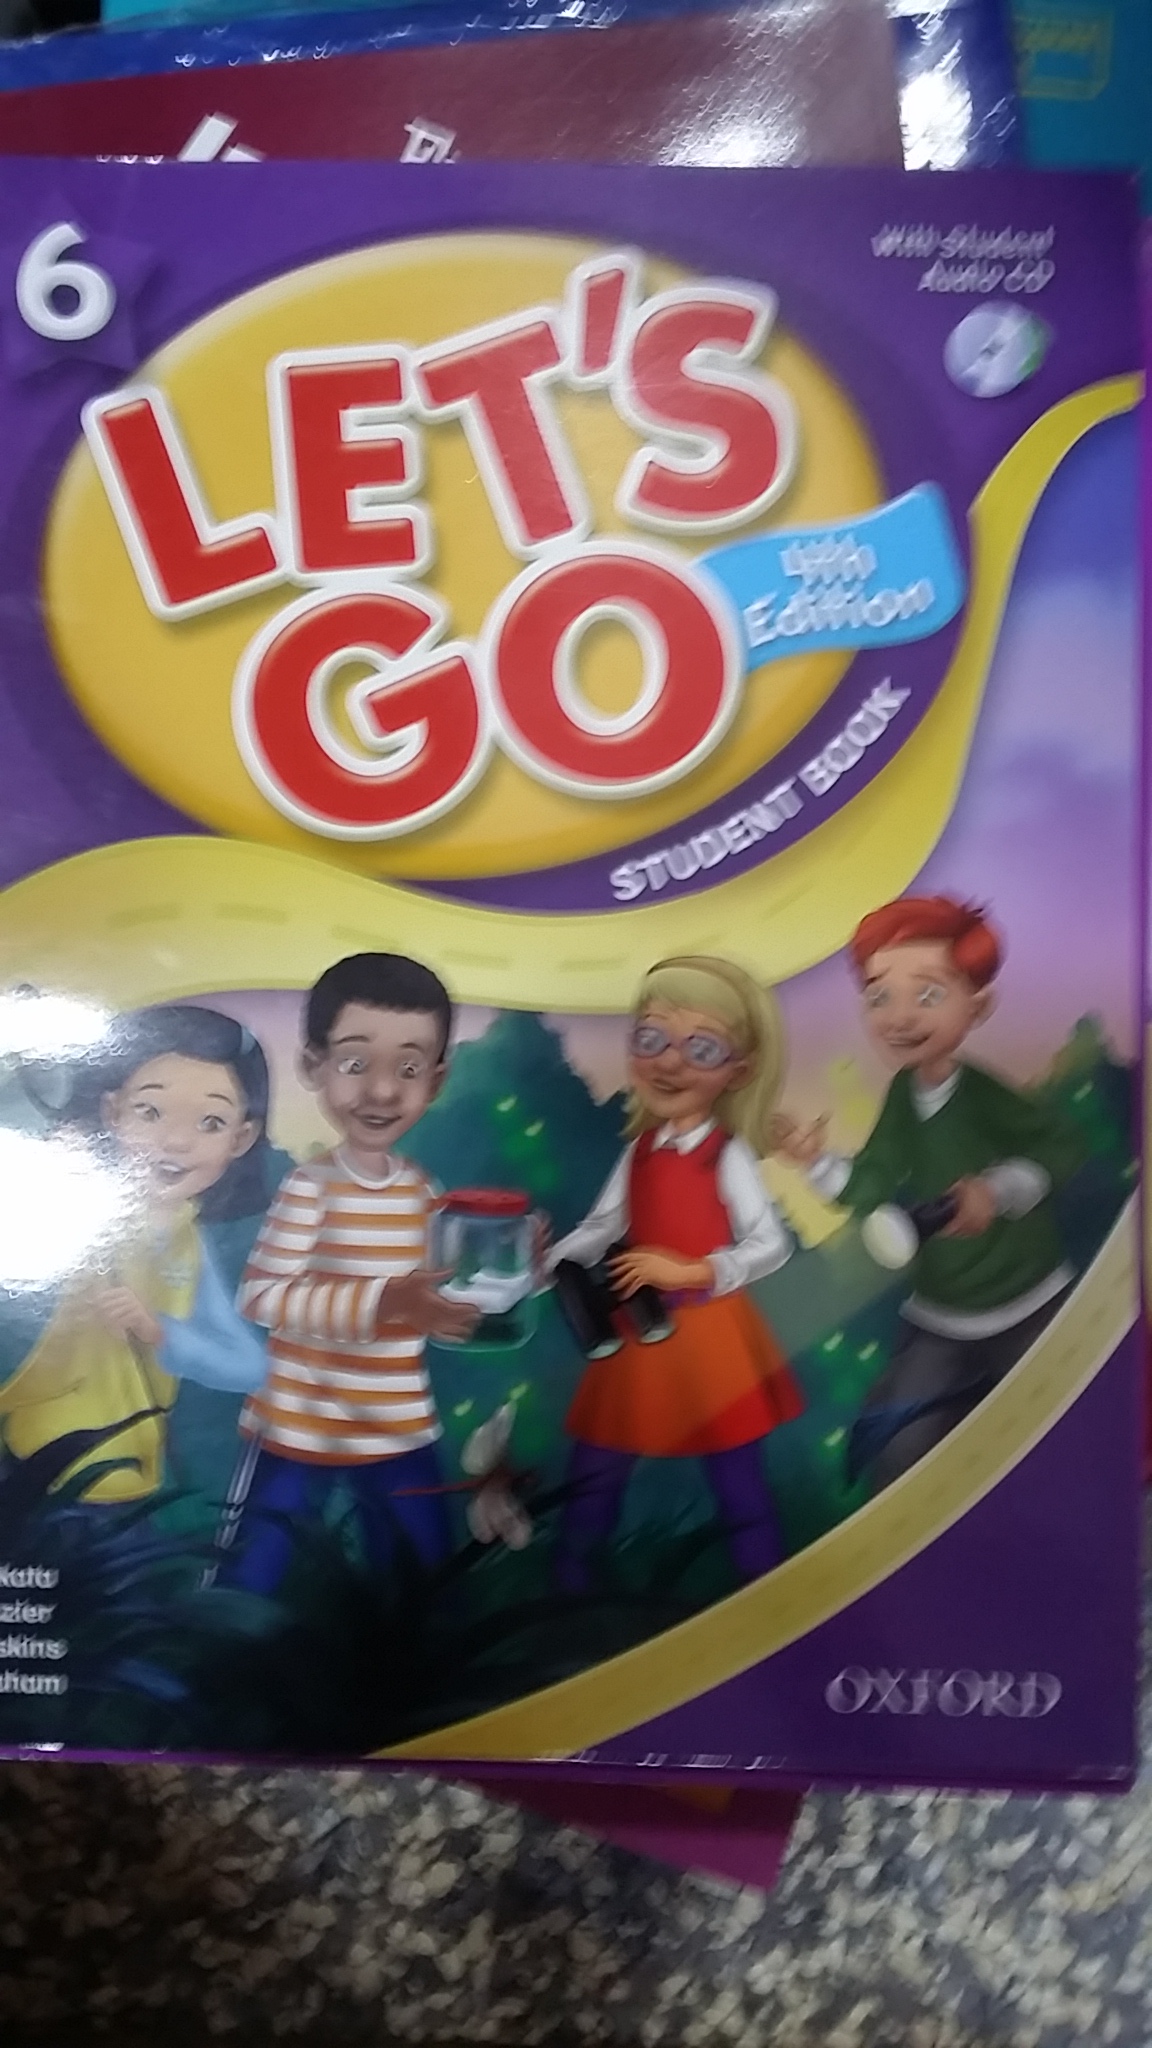 6
With Student
Audio CD
LET'S
GO
4th
Edition
STUDENT BOOK
OXFORD